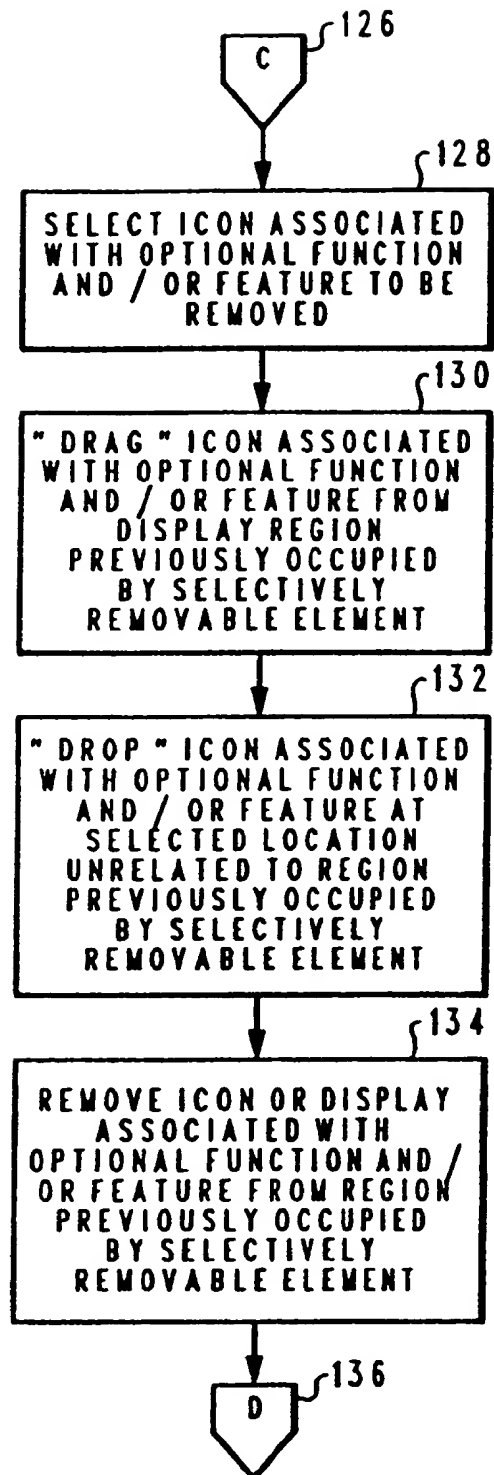 126
C
128
SELECT ICON ASSOCIATED
WITH OPTIONAL FUNCTION
AND / OR FEATURE TO BE
REMOVED
130
"DRAG" ICON ASSOCIATED
WITH OPTIONAL FUNCTION
AND / OR FEATURE FROM
DISPLAY REGION
PREVIOUSLY OCCUPIED
BY SELECTIVELY
REMOVABLE ELEMENT
132
"DROP" ICON ASSOCIATED
WITH OPTIONAL FUNCTION
AND / OR FEATURE AT
SELECTED LOCATION
UNRELATED TO REGION
PREVIOUSLY OCCUPIED
BY SELECTIVELY
REMOVABLE ELEMENT
134
REMOVE ICON OR DISPLAY
ASSOCIATED WITH
OPTIONAL FUNCTION AND /
OR FEATURE FROM REGION
PREVIOUSLY OCCUPIED
BY SELECTIVELY
REMOVABLE ELEMENT
136
D